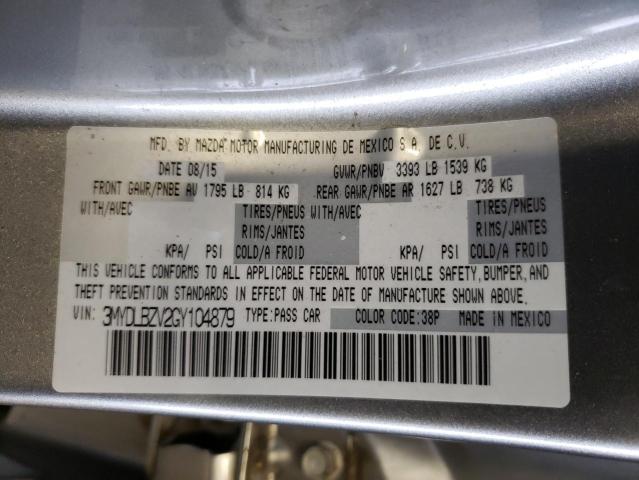 MFD. BY MAZDA MOTOR MANUFACTURING DE MEXICO S.A. DE C.V.
DATE 08/15 GVWR/PNBV 3393 LB 1539 KG
FRONT GAWR/PNBE AV 1795 LB 814 KG REAR GAWR/PNBE AR 1627 LB 738 KG
WITH/AVEC TIRES/PNEUS WITH/AVEC TIRES/PNEUS
RIMS/JANTES RIMS/JANTES
KPA/ PSI COLD/A FROID KPA/ PSI COLD/A FROID
THIS VEHICLE CONFORMS TO ALL APPLICABLE FEDERAL MOTOR VEHICLE SAFETY, BUMPER, AND
THEFT PREVENTION STANDARDS IN EFFECT ON THE DATE OF MANUFACTURE SHOWN ABOVE.
VIN: 3MYDLBZV2GY104879 TYPE:PASS CAR COLOR CODE:38P MADE IN MEXICO